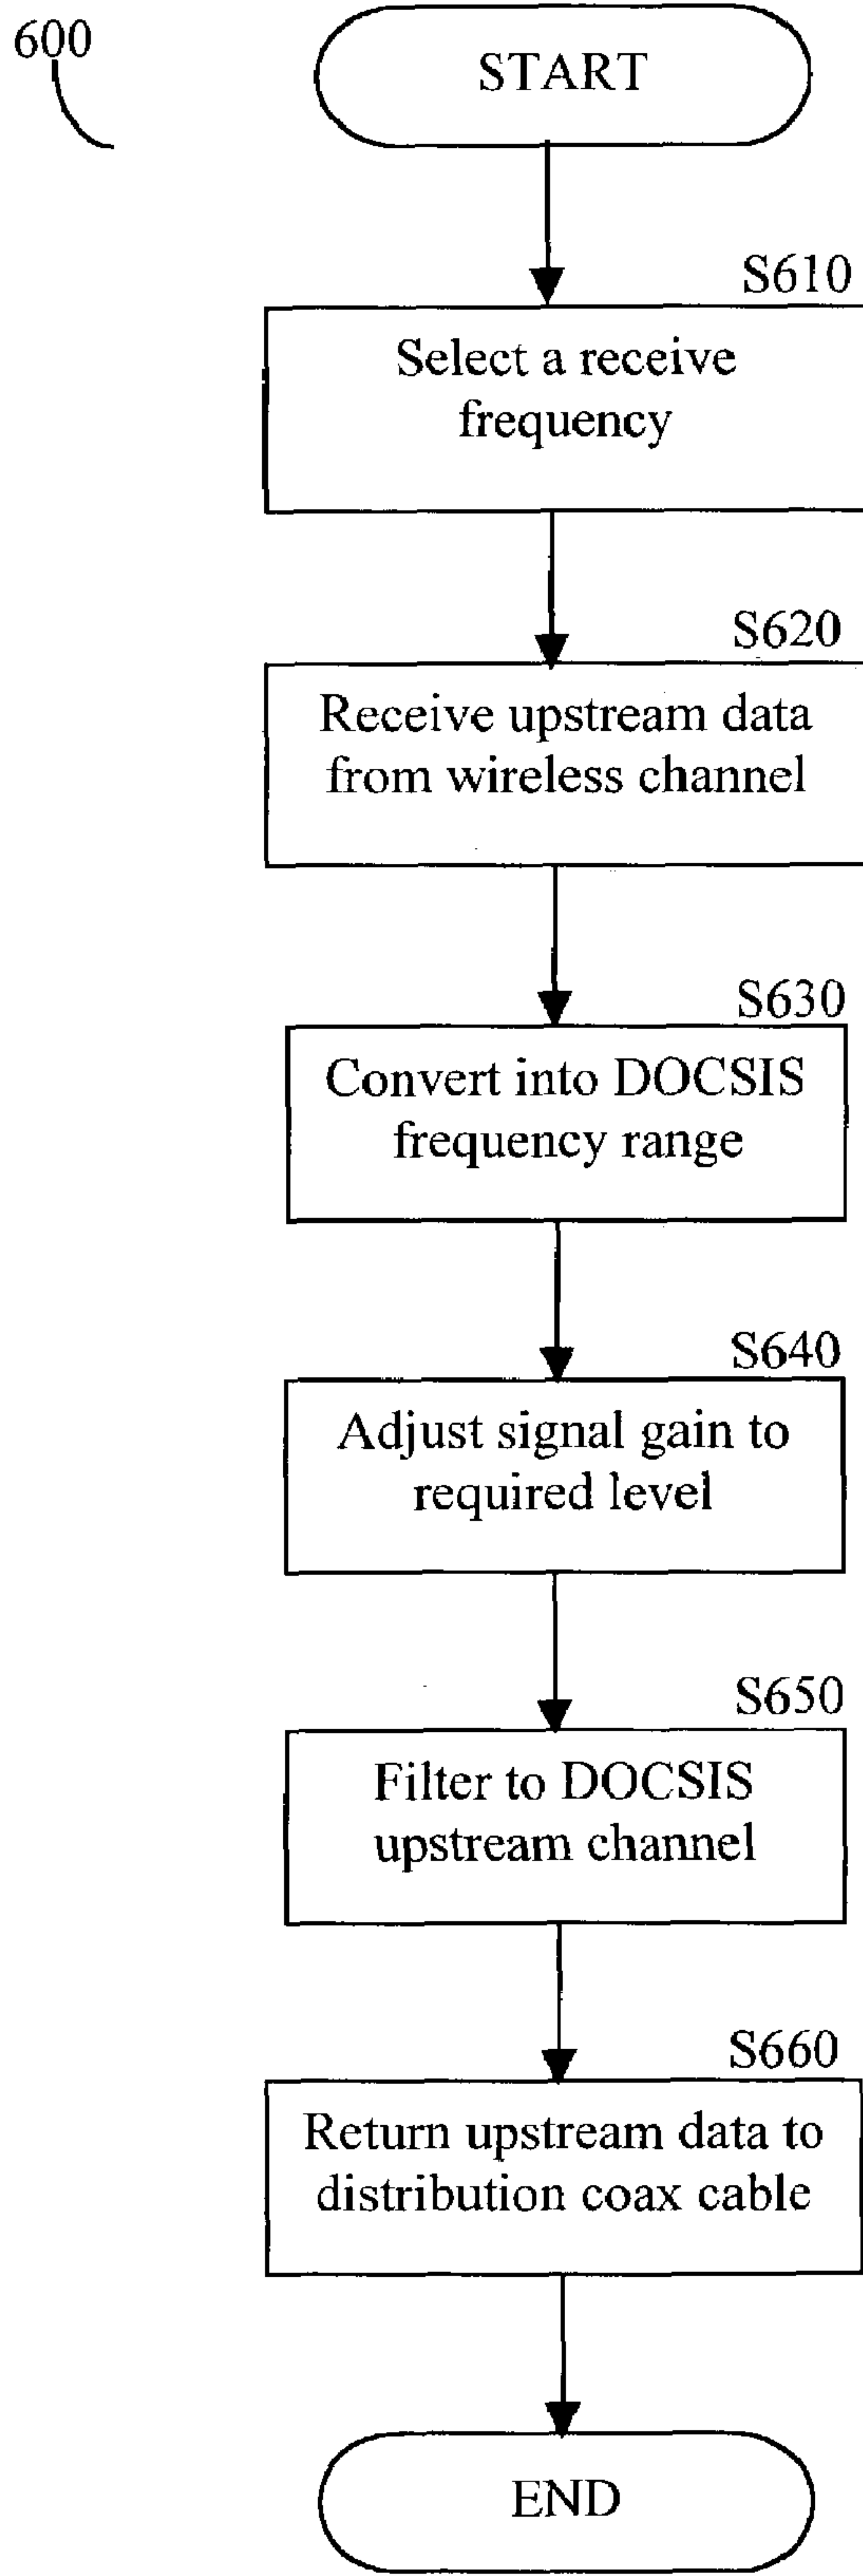 600
START
S610
Select a receive
frequency
S620
Receive upstream data
from wireless channel
S630
Convert into DOCSIS
frequency range
S640
Adjust signal gain to
required level
S650
Filter to DOCSIS
upstream channel
S660
Return upstream data to
distribution coax cable
END